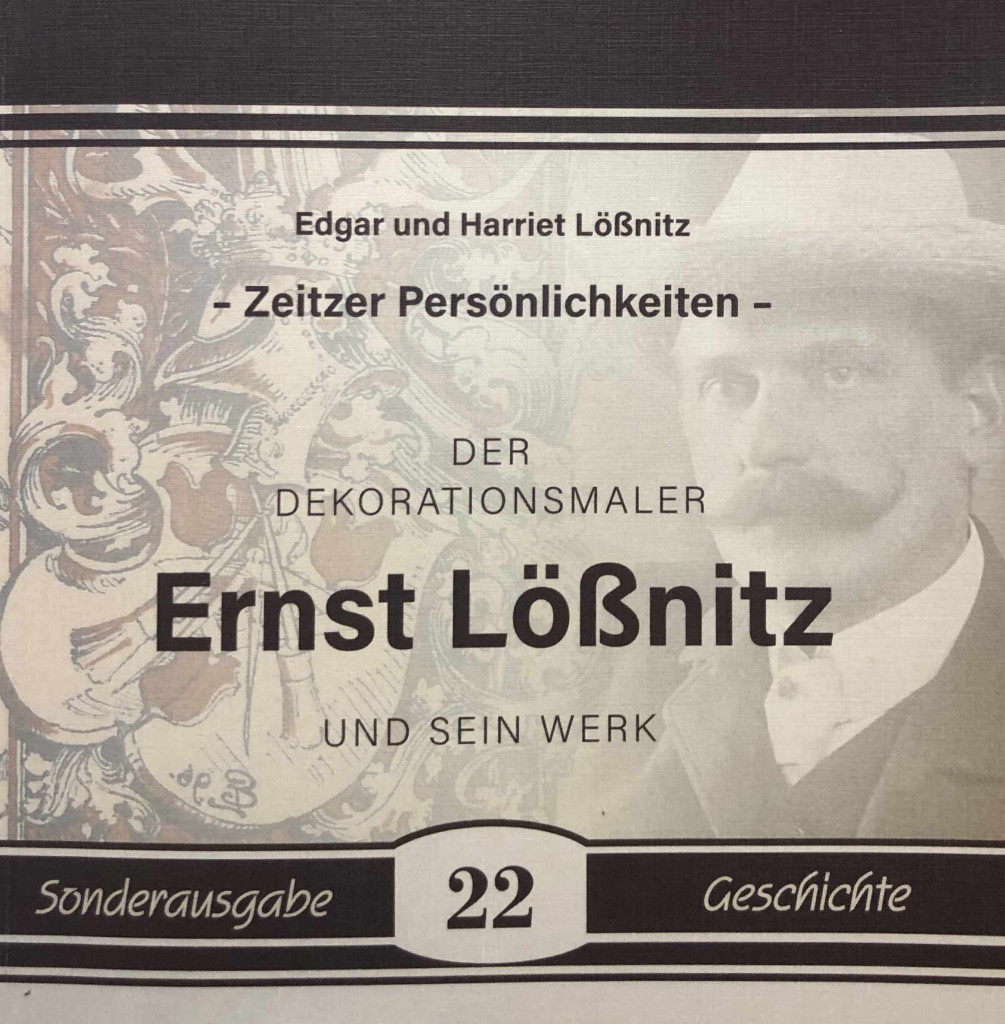 Edgar und Harriet Lößnitz
– Zeitzer Persönlichkeiten –
DER
DEKORATIONSMALER
Ernst Lößnitz
UND SEIN WERK
Sonderausgabe 22 Geschichte